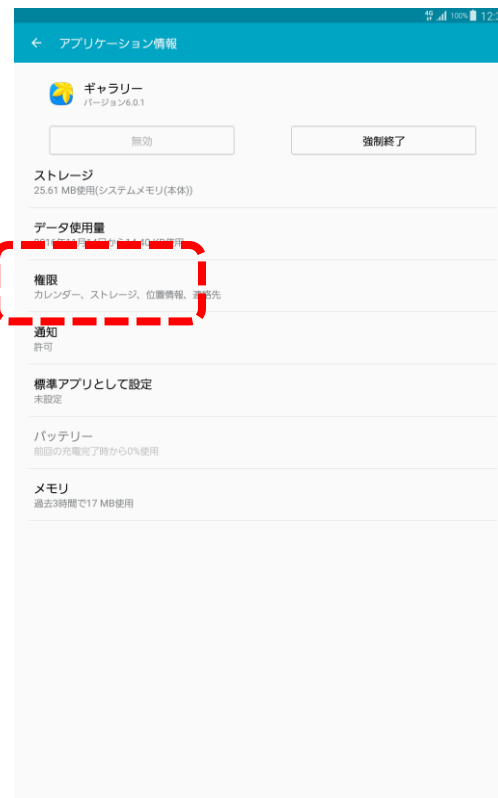 4G 100% 12:
アプリケーション情報
ギャラリー
バージョン6.0.1
無効
強制終了
ストレージ
25.61 MB使用(システムメモリ(本体))
データ使用量
権限
カレンダー、ストレージ、位置情報、連絡先
通知
許可
標準アプリとして設定
未設定
バッテリー
前回の充電完了時から0%使用
メモリ
過去3時間で17 MB使用